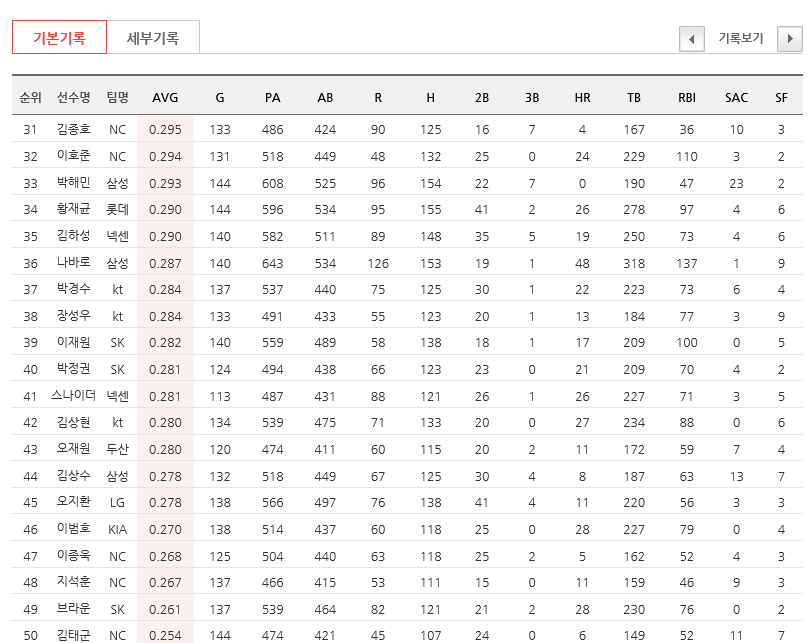 기본기록 세부기록 기록보기
순위 선수명 팀명 AVG G PA AB R H 2B 3B HR TB RBI SAC SF
31 김종호 NC 0.295 133 486 424 90 125 16 7 4 167 36 10 3
32 이호준 NC 0.294 131 518 449 48 132 25 0 24 229 110 3 2
33 박해민 삼성 0.293 144 608 525 96 154 22 7 0 190 47 23 2
34 황재균 롯데 0.290 144 596 534 95 155 41 2 26 278 97 4 6
35 김하성 넥센 0.290 140 582 511 89 148 35 5 19 250 73 4 6
36 나바로 삼성 0.287 140 643 534 126 153 19 1 48 318 137 1 9
37 박경수 kt 0.284 137 537 440 75 125 30 1 22 223 73 6 4
38 장성우 kt 0.284 133 491 433 55 123 20 1 13 184 77 3 9
39 이재원 SK 0.282 140 559 489 58 138 18 1 17 209 100 0 5
40 박정권 SK 0.281 124 494 438 66 123 23 0 21 209 70 4 2
41 스나이더 넥센 0.281 113 487 431 88 121 26 1 26 227 71 3 5
42 김상현 kt 0.280 134 539 475 71 133 20 0 27 234 88 0 6
43 오재원 두산 0.280 120 474 411 60 115 20 2 11 172 59 7 4
44 김상수 삼성 0.278 132 518 449 67 125 30 4 8 187 63 13 7
45 오지환 LG 0.278 138 566 497 76 138 41 4 11 220 56 3 3
46 이범호 KIA 0.270 138 514 437 60 118 25 0 28 227 79 0 4
47 이종욱 NC 0.268 125 504 440 63 118 25 2 5 162 52 4 3
48 지석훈 NC 0.267 137 466 415 53 111 15 0 11 159 46 9 3
49 브라운 SK 0.261 137 539 464 82 121 21 2 28 230 76 0 2
50 김태군 NC 0.254 144 474 421 45 107 24 0 6 149 52 11 7